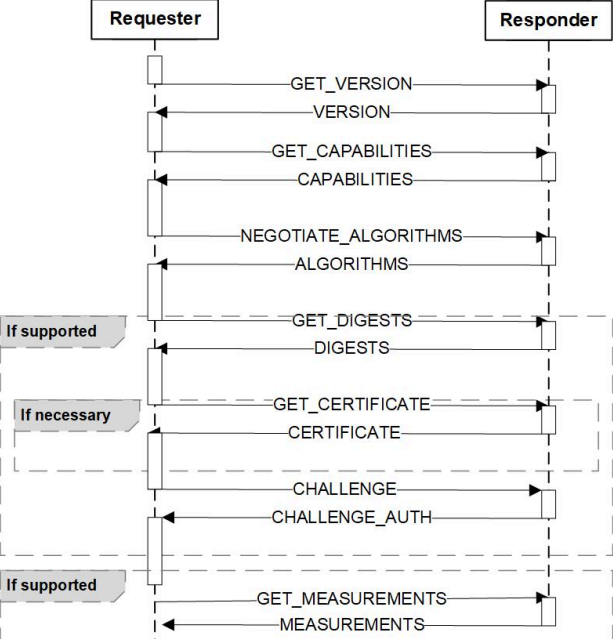 Requester
Responder
GET_VERSION
VERSION
GET_CAPABILITIES
CAPABILITIES
NEGOTIATE_ALGORITHMS
ALGORITHMS
If supported
GET_DIGESTS
DIGESTS
If necessary
GET_CERTIFICATE
CERTIFICATE
CHALLENGE
CHALLENGE_AUTH
If supported
GET_MEASUREMENTS
MEASUREMENTS